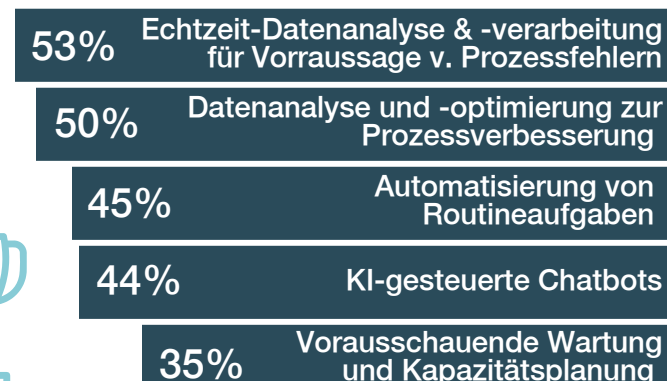 53%
Echtzeit-Datenanalyse & -verarbeitung
für Vorraussage v. Prozessfehlern
50%
Datenanalyse und -optimierung zur
Prozessverbesserung
45%
Automatisierung von
Routineaufgaben
44%
KI-gesteuerte Chatbots
35%
Vorausschauende Wartung
und Kapazitätsplanung